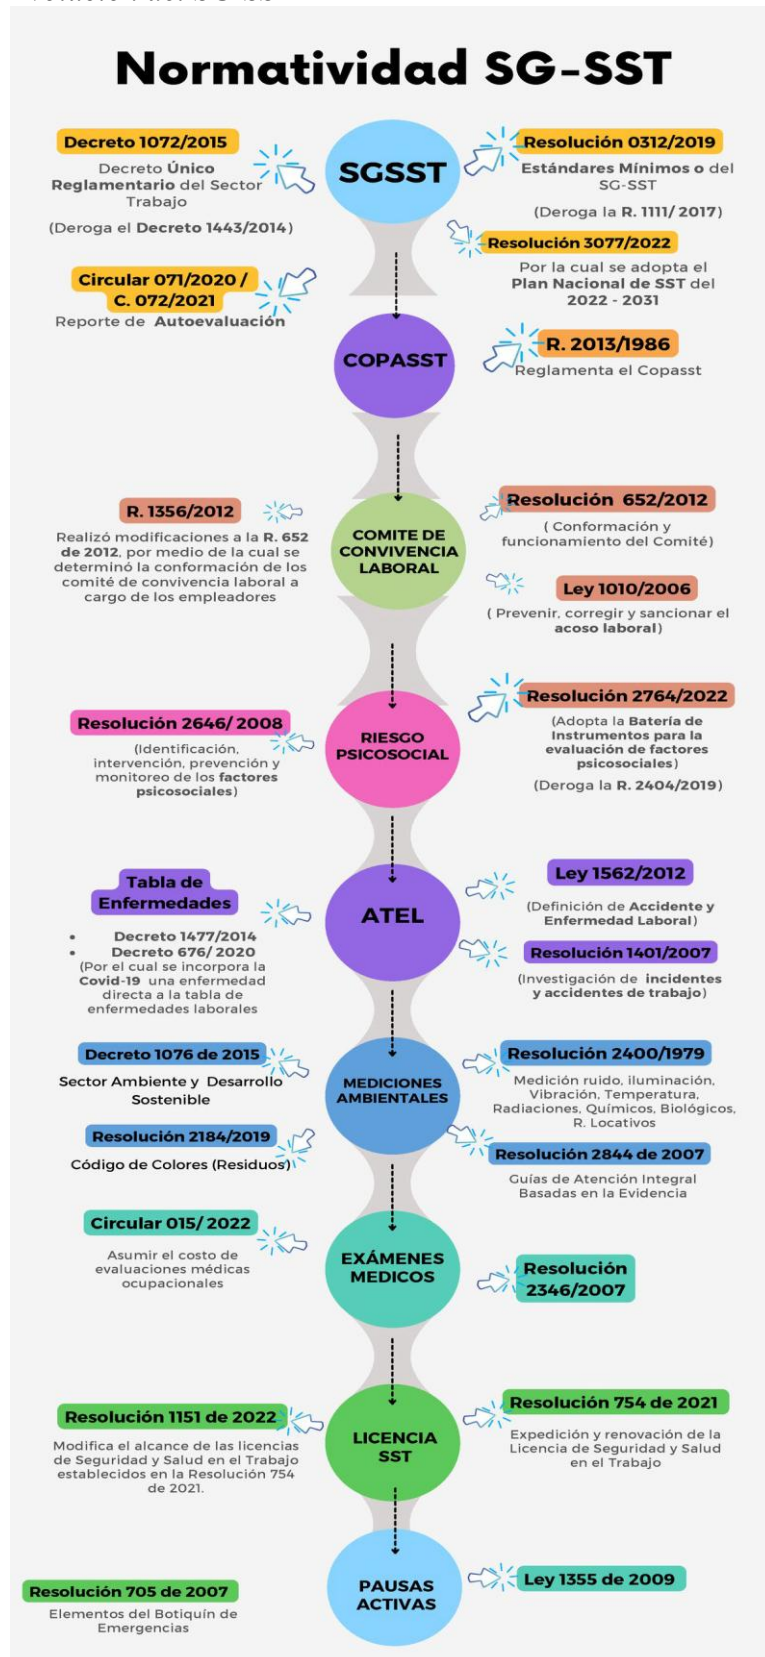 Normatividad SG-SST
Decreto 1072/2015
Decreto Único
Reglamentario del Sector
Trabajo
(Deroga el Decreto 1443/2014)
SGSST
Resolución 0312/2019
Estándares Mínimos o del
SG-SST
(Deroga la R. 1111/ 2017)
Resolución 3077/2022
Por la cual se adopta el
Plan Nacional de SST del
2022 - 2031
Circular 071/2020 /
C. 072/2021
Reporte de Autoevaluación
COPASST
R. 2013/1986
Reglamenta el Copasst
R. 1356/2012
Realizó modificaciones a la R. 652
de 2012, por medio de la cual se
determinó la conformación de los
comité de convivencia laboral a
cargo de los empleadores
COMITE DE
CONVIVENCIA
LABORAL
Resolución 652/2012
( Conformación y
funcionamiento del Comité)
Ley 1010/2006
( Prevenir, corregir y sancionar el
acoso laboral)
Resolución 2646/ 2008
(Identificación,
intervención, prevención y
monitoreo de los factores
psicosociales)
RIESGO
PSICOSOCIAL
Resolución 2764/2022
(Adopta la Batería de
Instrumentos para la
evaluación de factores
psicosociales)
(Deroga la R. 2404/2019)
Tabla de
Enfermedades
• Decreto 1477/2014
• Decreto 676/ 2020
(Por el cual se incorpora la
Covid-19 una enfermedad
directa a la tabla de
enfermedades laborales
ATEL
Ley 1562/2012
(Definición de Accidente y
Enfermedad Laboral)
Resolución 1401/2007
(Investigación de incidentes
y accidentes de trabajo)
Decreto 1076 de 2015
Sector Ambiente y Desarrollo
Sostenible
Resolución 2184/2019
Código de Colores (Residuos)
MEDICIONES
AMBIENTALES
Resolución 2400/1979
Medición ruido, iluminación,
Vibración, Temperatura,
Radiaciones, Químicos, Biológicos,
R. Locativos
Resolución 2844 de 2007
Guías de Atención Integral
Basadas en la Evidencia
Circular 015/ 2022
Asumir el costo de
evaluaciones médicas
ocupacionales
EXÁMENES
MEDICOS
Resolución
2346/2007
Resolución 1151 de 2022
Modifica el alcance de las licencias
de Seguridad y Salud en el Trabajo
establecidos en la Resolución 754
de 2021.
LICENCIA
SST
Resolución 754 de 2021
Expedición y renovación de la
Licencia de Seguridad y Salud
en el Trabajo
Resolución 705 de 2007
Elementos del Botiquín de
Emergencias
PAUSAS
ACTIVAS
Ley 1355 de 2009